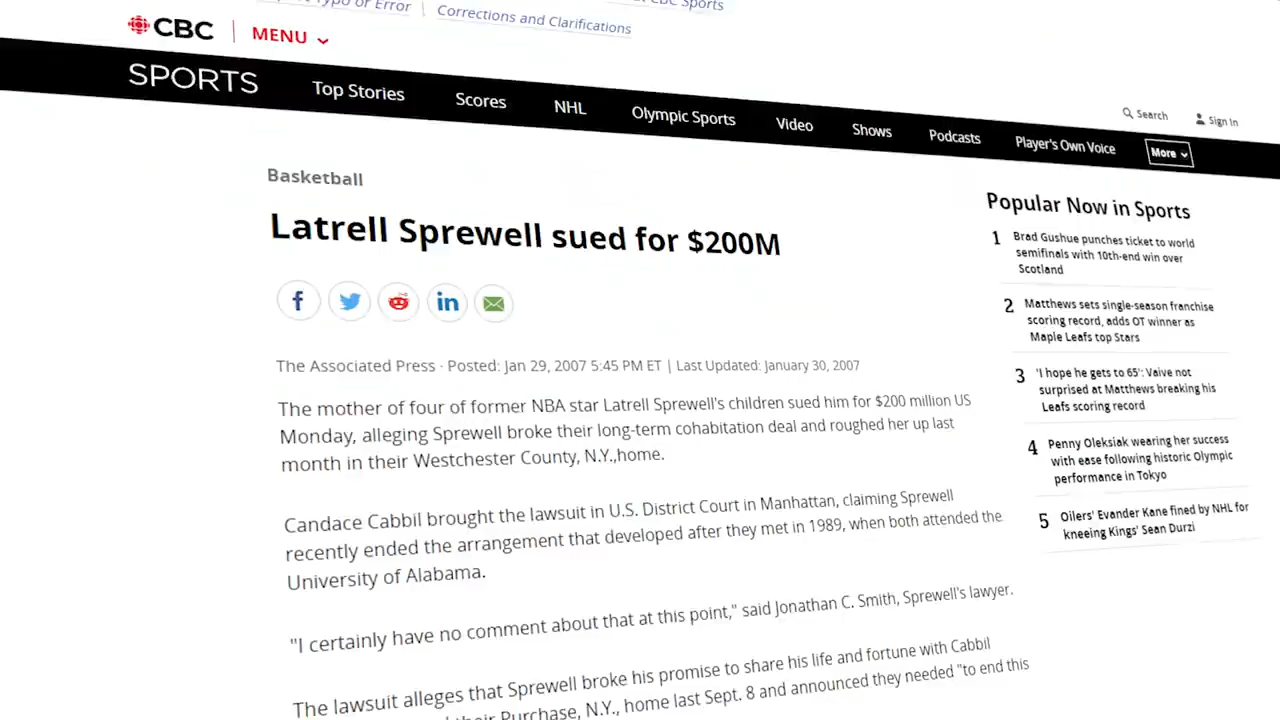 Typo or Error
Corrections and Clarifications
CBC Sports
CBC
MENU
SPORTS
Top Stories
Scores
NHL
Olympic Sports
Video
Shows
Podcasts
Player's Own Voice
More
Search
Sign In
Basketball
Latrell Sprewell sued for $200M
The Associated Press · Posted: Jan 29, 2007 5:45 PM ET | Last Updated: January 30, 2007
The mother of four of former NBA star Latrell Sprewell's children sued him for $200 million US
Monday, alleging Sprewell broke their long-term cohabitation deal and roughed her up last
month in their Westchester County, N.Y.,home.
Candace Cabbil brought the lawsuit in U.S. District Court in Manhattan, claiming Sprewell
recently ended the arrangement that developed after they met in 1989, when both attended the
University of Alabama.
"I certainly have no comment about that at this point," said Jonathan C. Smith, Sprewell's lawyer.
The lawsuit alleges that Sprewell broke his promise to share his life and fortune with Cabbil
their Purchase, N.Y., home last Sept. 8 and announced they needed "to end this
Popular Now in Sports
1 Brad Gushue punches ticket to world
semifinals with 10th-end win over
Scotland
2 Matthews sets single-season franchise
scoring record, adds OT winner as
Maple Leafs top Stars
3 'I hope he gets to 65': Vaive not
surprised at Matthews breaking his
Leafs scoring record
4 Penny Oleksiak wearing her success
with ease following historic Olympic
performance in Tokyo
5 Oilers' Evander Kane fined by NHL for
kneeing Kings' Sean Durzi